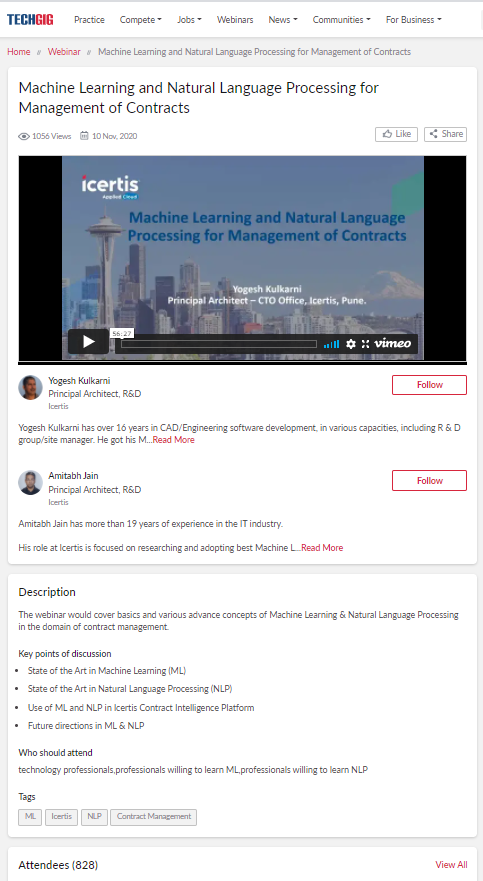 TECHGIG Practice Compete Jobs Webinars News Communities For Business
Home // Webinar // Machine Learning and Natural Language Processing for Management of Contracts
Machine Learning and Natural Language Processing for
Management of Contracts
1056 Views 10 Nov, 2020 Like Share
icertis
Applied Cloud
Machine Learning and Natural Language
Processing for Management of Contracts
Yogesh Kulkarni
Principal Architect – CTO Office, Icertis, Pune.
56:27
vimeo
Yogesh Kulkarni
Principal Architect, R&D
Icertis
Follow
Yogesh Kulkarni has over 16 years in CAD/Engineering software development, in various capacities, including R & D
group/site manager. He got his M...Read More
Amitabh Jain
Principal Architect, R&D
Icertis
Follow
Amitabh Jain has more than 19 years of experience in the IT industry.
His role at Icertis is focused on researching and adopting best Machine L...Read More
Description
The webinar would cover basics and various advance concepts of Machine Learning & Natural Language Processing
in the domain of contract management.
Key points of discussion
• State of the Art in Machine Learning (ML)
• State of the Art in Natural Language Processing (NLP)
• Use of ML and NLP in Icertis Contract Intelligence Platform
• Future directions in ML & NLP
Who should attend
technology professionals,professionals willing to learn ML,professionals willing to learn NLP
Tags
ML Icertis NLP Contract Management
Attendees (828) View All